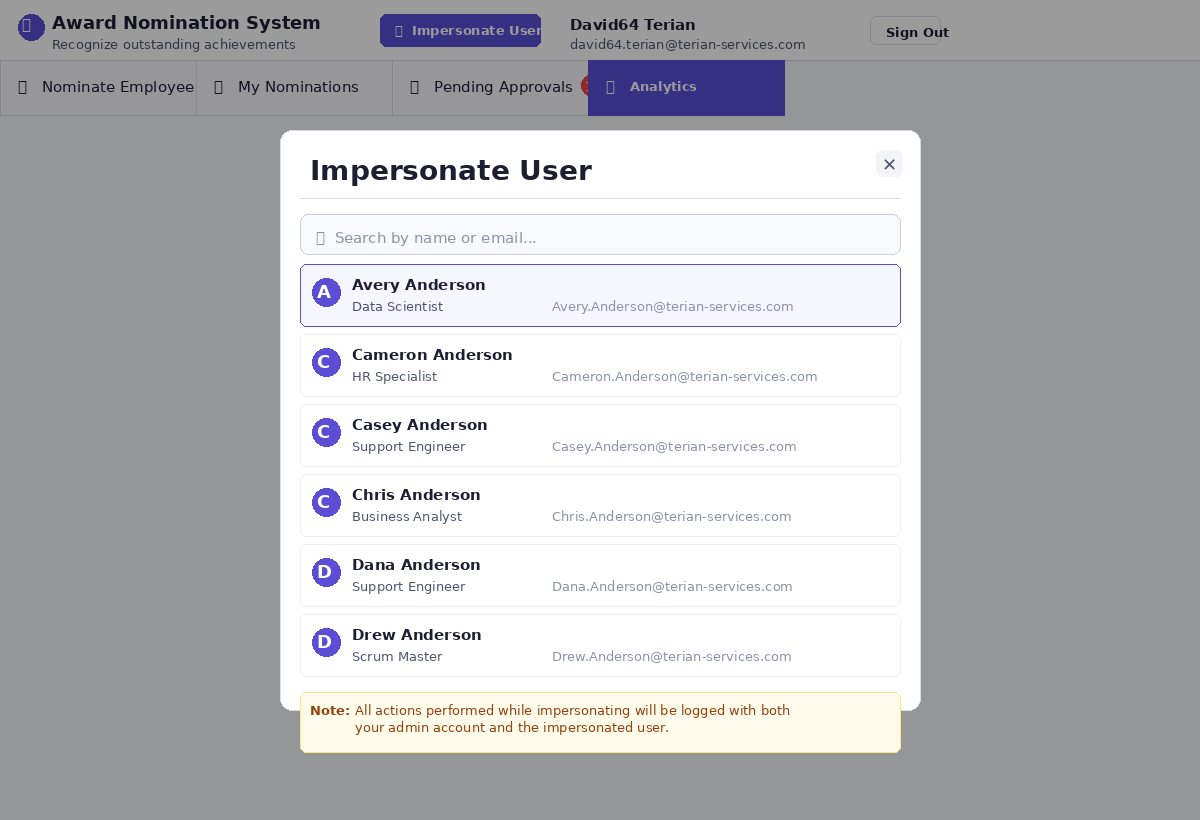 Award Nomination System
Recognize outstanding achievements
Impersonate User
David64 Terian
david64.terian@terian-services.com
Sign Out
Nominate Employee
My Nominations
Pending Approvals
Analytics
Impersonate User
✕
Search by name or email...
A
Avery Anderson
Data Scientist
Avery.Anderson@terian-services.com
C
Cameron Anderson
HR Specialist
Cameron.Anderson@terian-services.com
C
Casey Anderson
Support Engineer
Casey.Anderson@terian-services.com
C
Chris Anderson
Business Analyst
Chris.Anderson@terian-services.com
D
Dana Anderson
Support Engineer
Dana.Anderson@terian-services.com
D
Drew Anderson
Scrum Master
Drew.Anderson@terian-services.com
Note: All actions performed while impersonating will be logged with both
your admin account and the impersonated user.